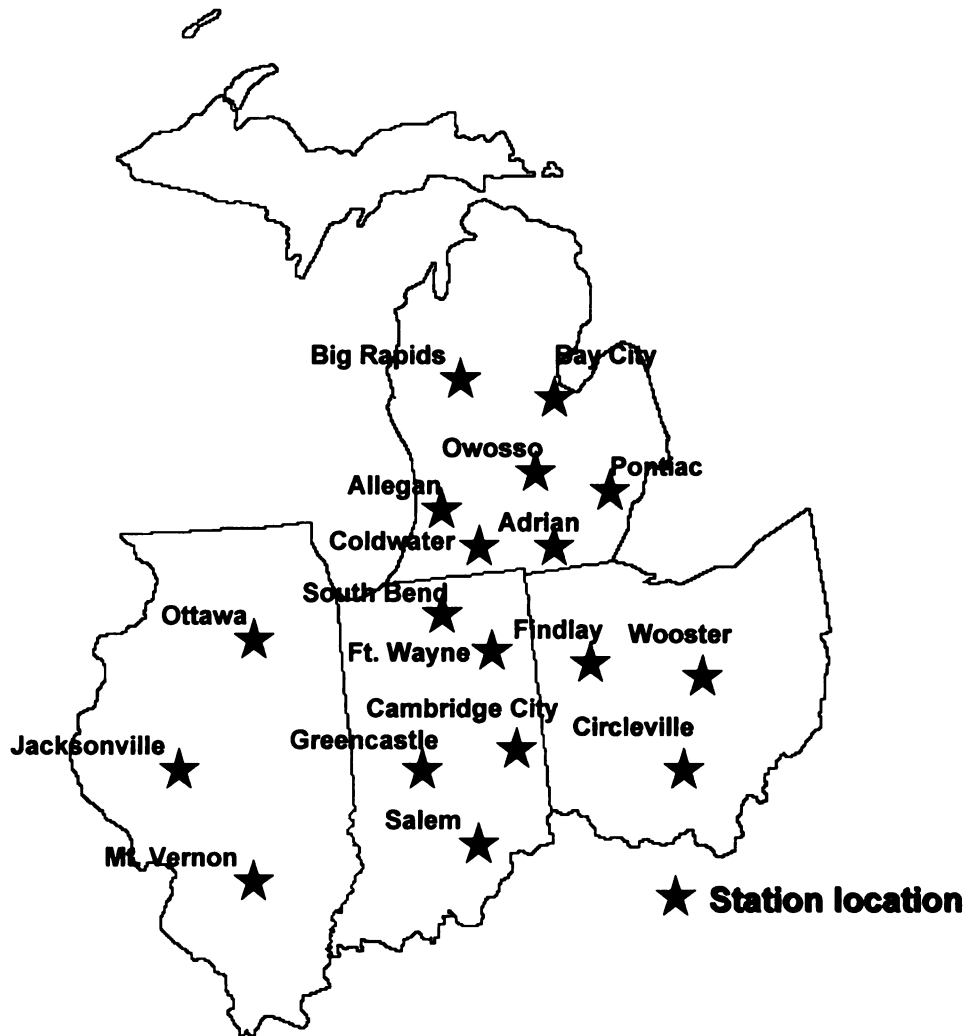 Big Rapids
Bay City
Owosso
Pontiac
Allegan
Adrian
Coldwater
South Bend
Ottawa
Findlay
Wooster
Ft. Wayne
Cambridge City
Circleville
Greencastle
Jacksonville
Salem
Mt. Vernon
Station location